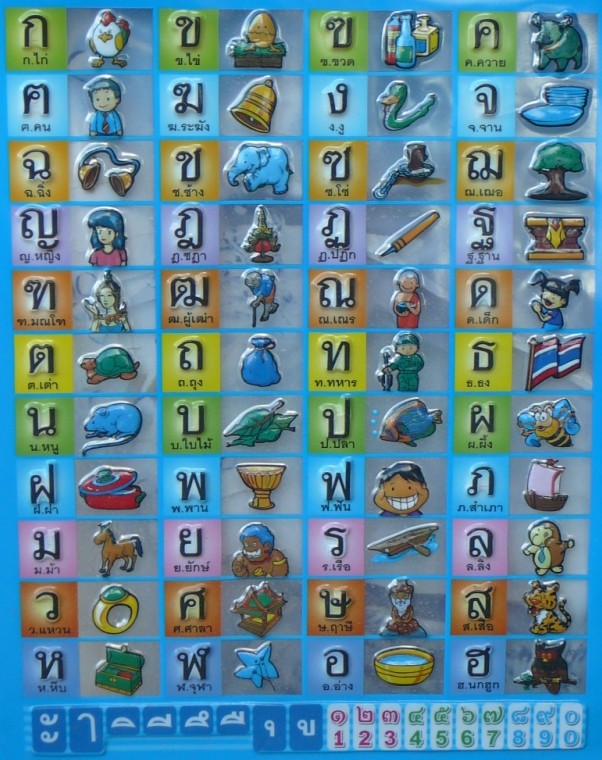 ก ข ฃ ค
ก.ไก่ ข.ไข่ ฃ.ขวด ค.ควาย
ฅ ฆ ง จ
ฅ.คน ฆ.ระฆัง ง.งู จ.จาน
ฉ ช ซ ฌ
ฉ.ฉิ่ง ช.ช้าง ซ.โซ่ ฌ.เฌอ
ญ ฎ ฏ ฐ
ญ.หญิง ฎ.ชฎา ฏ.ปฏัก ฐ.ฐาน
ฑ ฒ ณ ด
ฑ.มณโฑ ฒ.ผู้เฒ่า ณ.เณร ด.เด็ก
ต ถ ท ธ
ต.เต่า ถ.ถุง ท.ทหาร ธ.ธง
น บ ป ผ
น.หนู บ.ใบไม้ ป.ปลา ผ.ผึ้ง
ฝ พ ฟ ภ
ฝ.ฝา พ.พาน ฟ.ฟัน ภ.สำเภา
ม ย ร ล
ม.ม้า ย.ยักษ์ ร.เรือ ล.ลิง
ว ศ ษ ส
ว.แหวน ศ.ศาลา ษ.ฤาษี ส.เสือ
ห ฬ อ ฮ
ห.หีบ ฬ.จุฬา อ.อ่าง ฮ.นกฮูก
ะ ั า ิ ี ึ ื ุ ู ๑ ๒ ๓ ๔ ๕ ๖ ๗ ๘ ๙ ๐
1 2 3 4 5 6 7 8 9 0